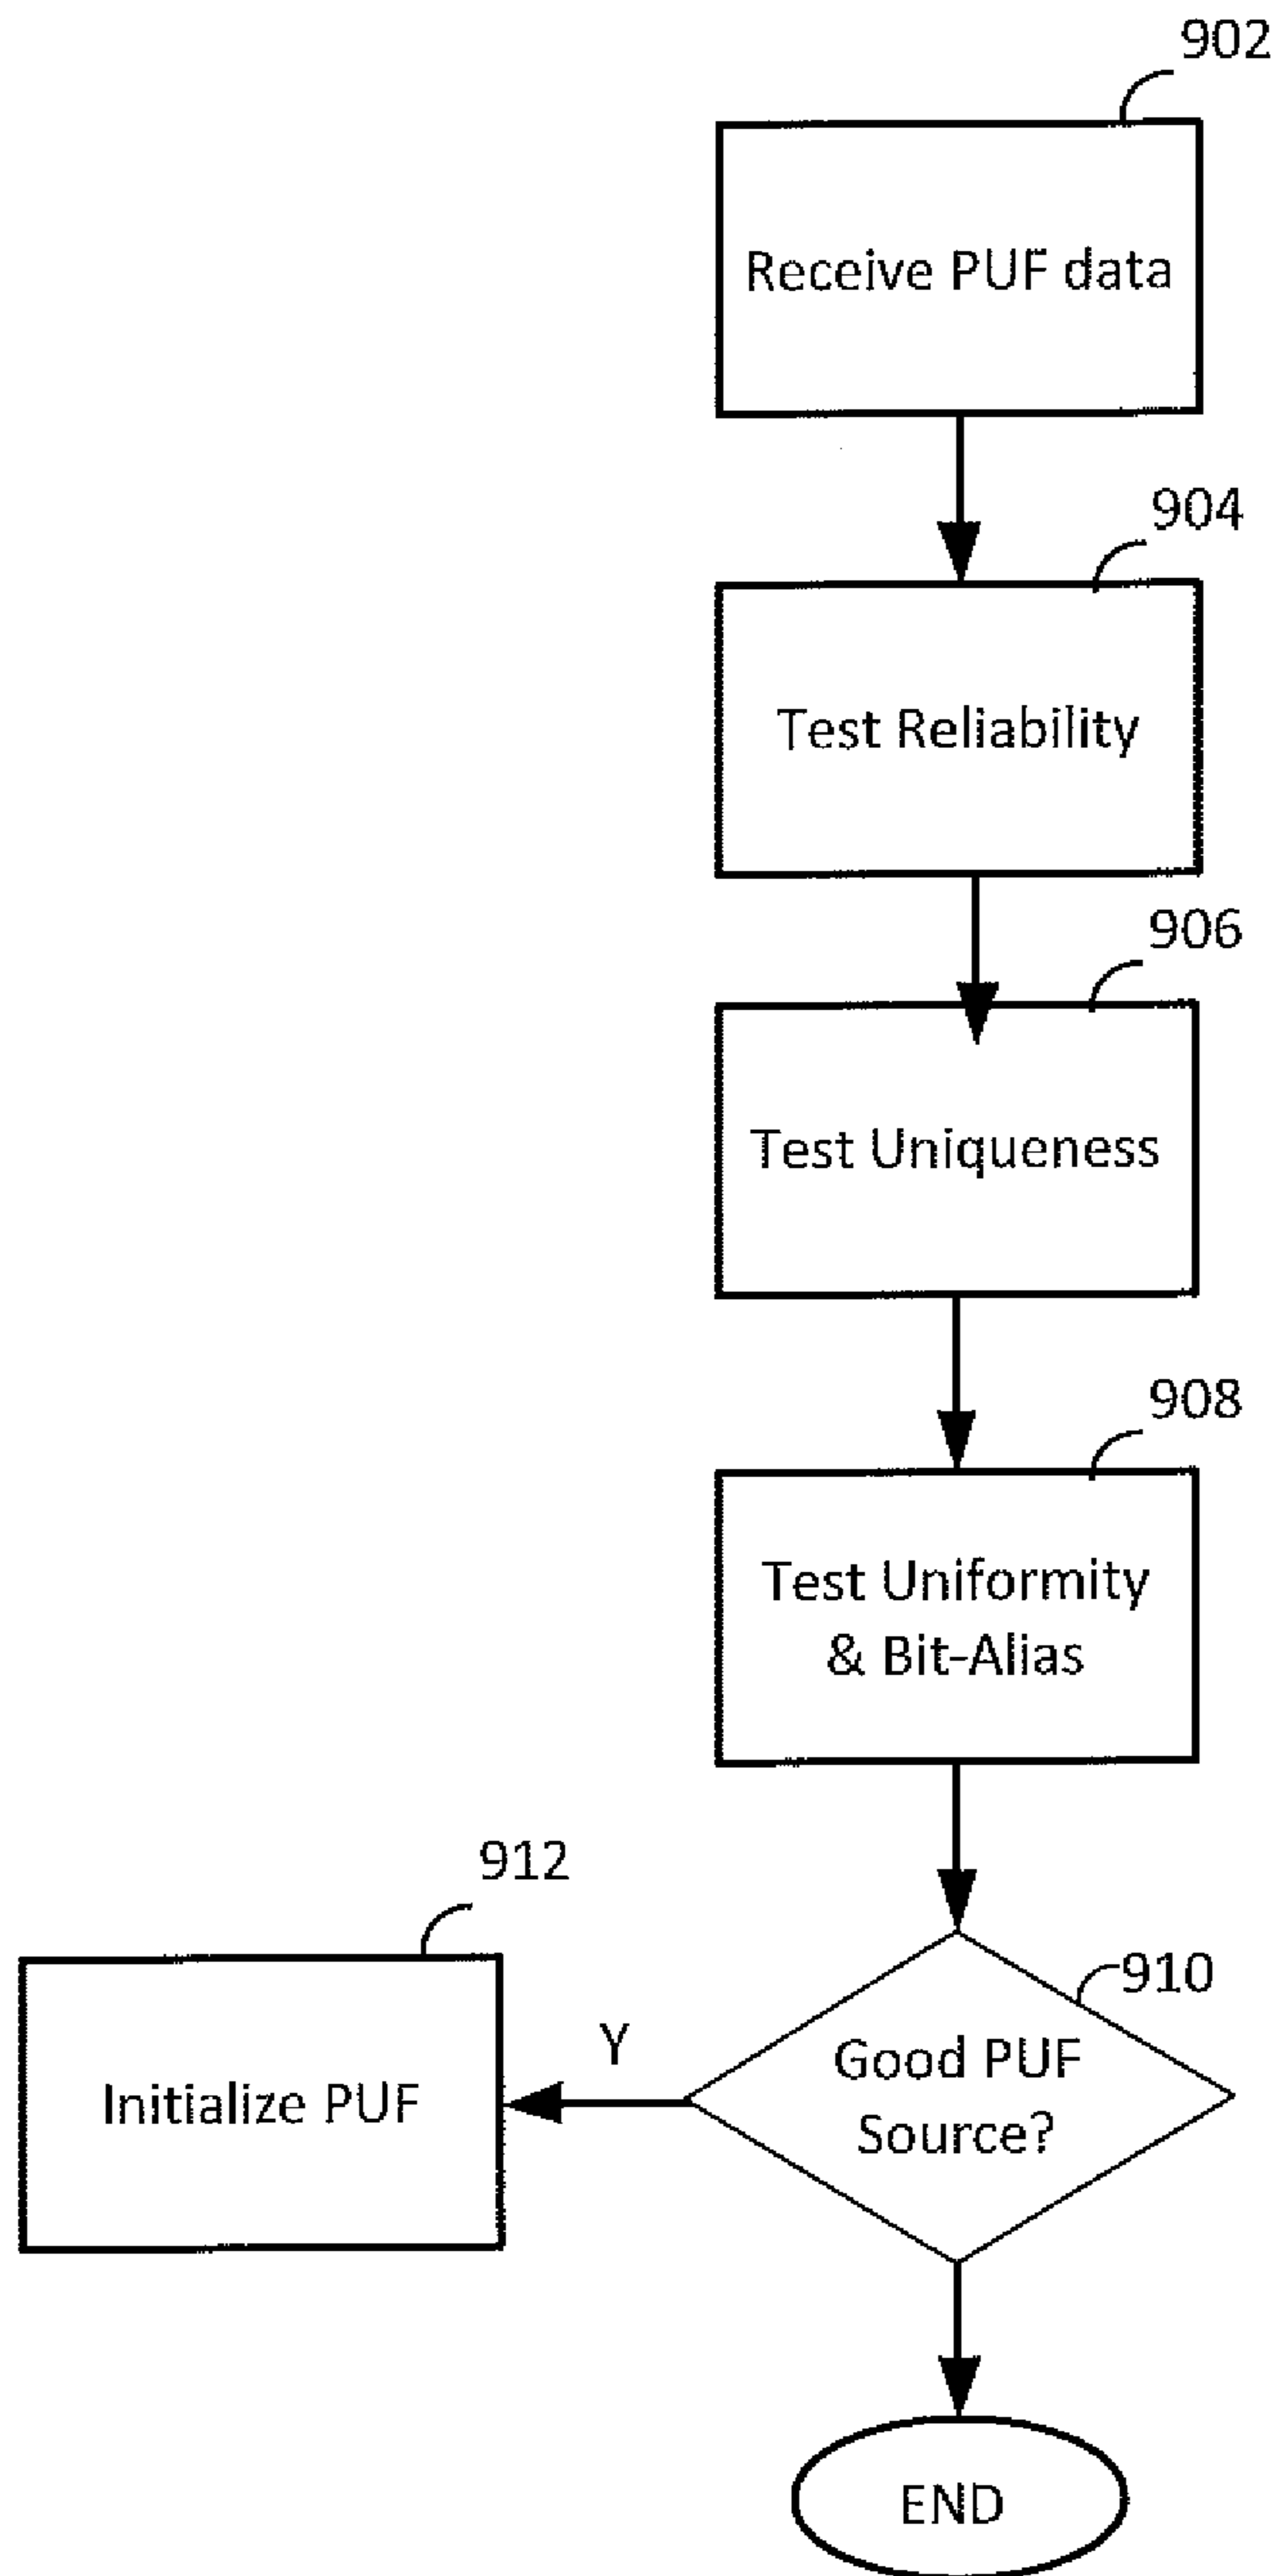 902
Receive PUF data
904
Test Reliability
906
Test Uniqueness
908
Test Uniformity
& Bit-Alias
912
910
Y
Good PUF
Source?
Initialize PUF
END